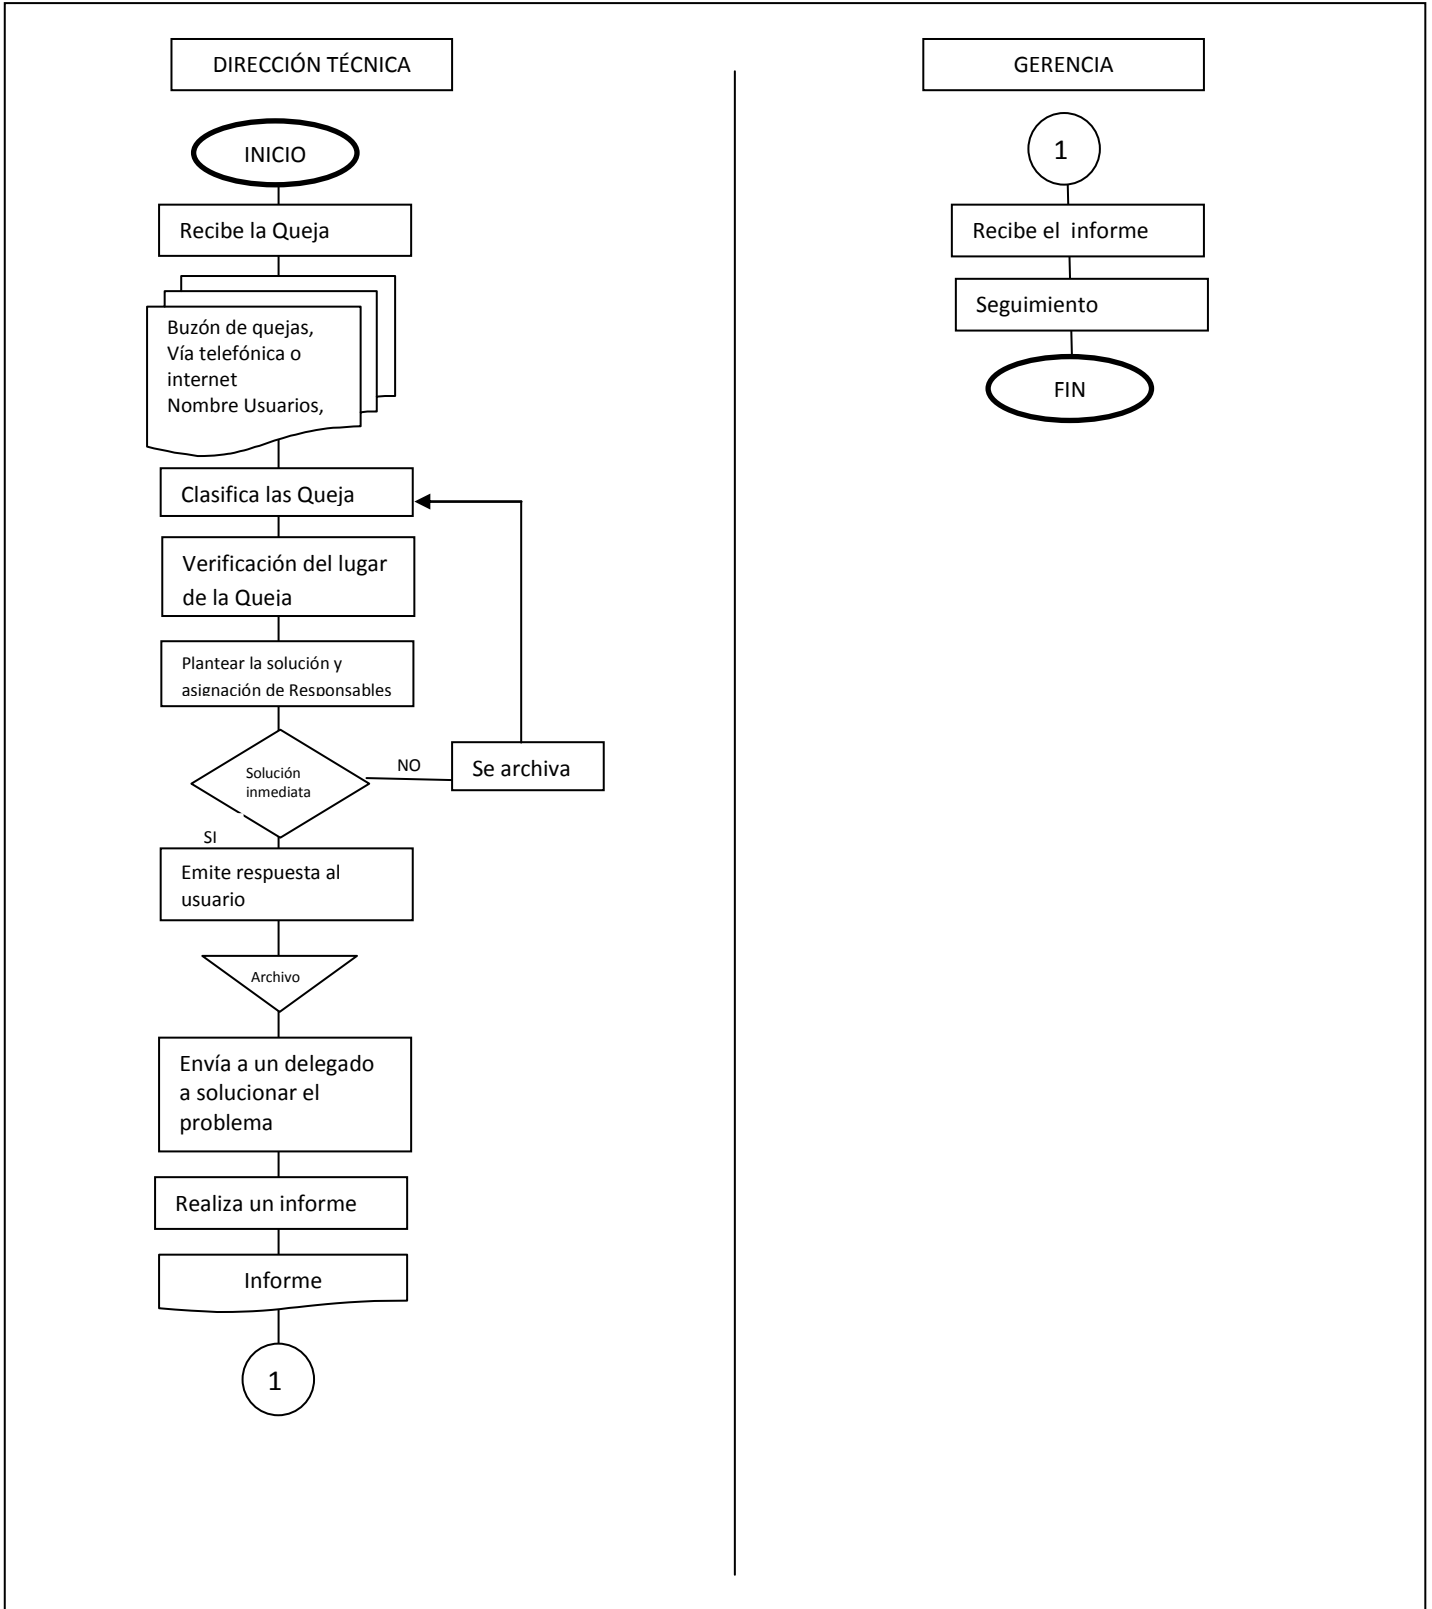 DIRECCIÓN TÉCNICA
INICIO
Recibe la Queja
Buzón de quejas,
Vía telefónica o
internet
Nombre Usuarios,
Clasifica las Queja
Verificación del lugar
de la Queja
Plantear la solución y
asignación de Responsables
Solución
inmediata
NO
Se archiva
SI
Emite respuesta al
usuario
Archivo
Envía a un delegado
a solucionar el
problema
Realiza un informe
Informe
1
GERENCIA
1
Recibe el  informe
Seguimiento
FIN